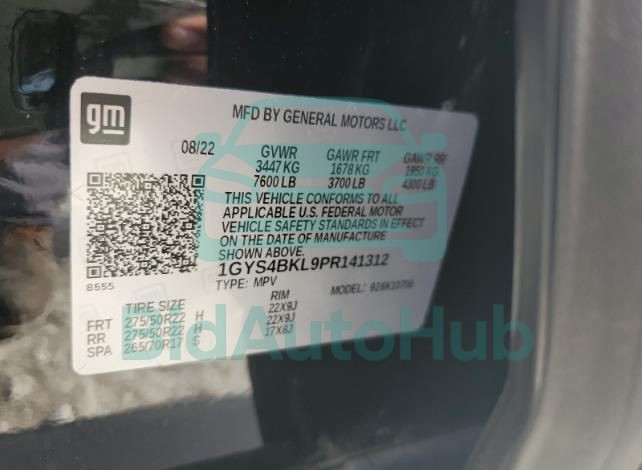 gm
MFD BY GENERAL MOTORS LLC
08/22 GVWR GAWR FRT GAWR RR
3447 KG 1678 KG 1950 KG
7600 LB 3700 LB 4300 LB
THIS VEHICLE CONFORMS TO ALL
APPLICABLE U.S. FEDERAL MOTOR
VEHICLE SAFETY STANDARDS IN EFFECT
ON THE DATE OF MANUFACTURE
SHOWN ABOVE.
8555
1GYS4BKL9PR141312
TYPE: MPV MODEL: 926K10706
TIRE SIZE RIM
FRT 275/50R22 H 22X9J
RR 275/50R22 H 22X9J
SPA 265/70R17 S 17X8J
BidAutoHub